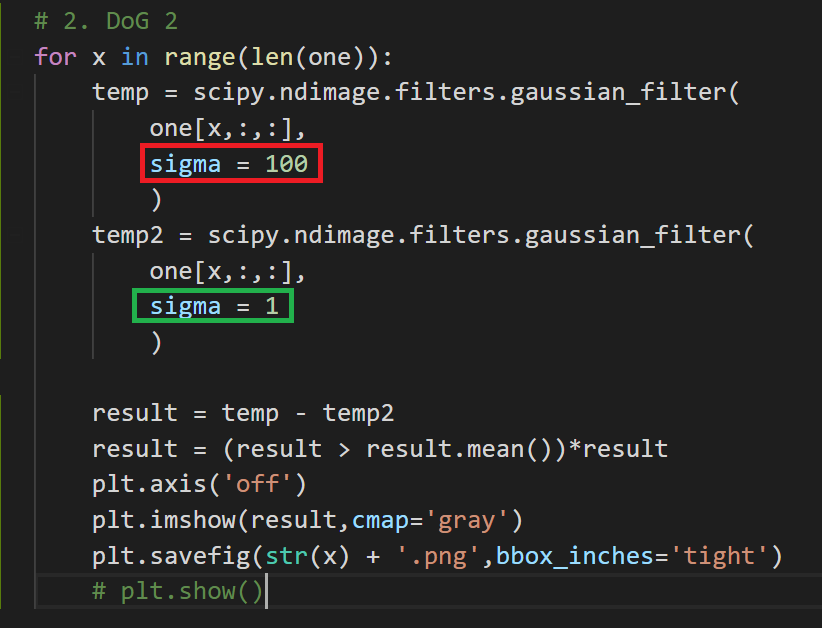 # 2. DoG 2
for x in range(len(one)):
temp = scipy.ndimage.filters.gaussian_filter(
one[x,:,:],
sigma = 100
)
temp2 = scipy.ndimage.filters.gaussian_filter(
one[x,:,:],
sigma = 1
)
result = temp - temp2
result = (result > result.mean())*result
plt.axis('off')
plt.imshow(result,cmap='gray')
plt.savefig(str(x) + '.png',bbox_inches='tight')
# plt.show()